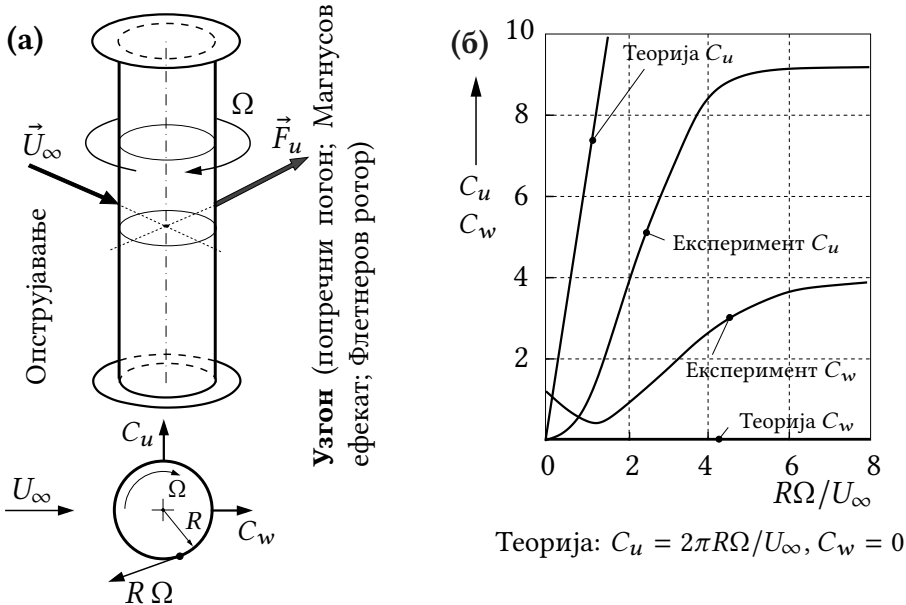 (а)
Ω
U⃗∞
F⃗u
Опструјавање
Узгон (попречни погон; Магнусов
ефекат; Флетнеров ротор)
Cu
U∞
Ω
R
Cw
R Ω
(б)
10
8
6
4
2
Cu
Cw
Теорија Cu
Експеримент Cu
Експеримент Cw
Теорија Cw
0 2 4 6 8
RΩ/U∞
Теорија: Cu = 2πRΩ/U∞, Cw = 0